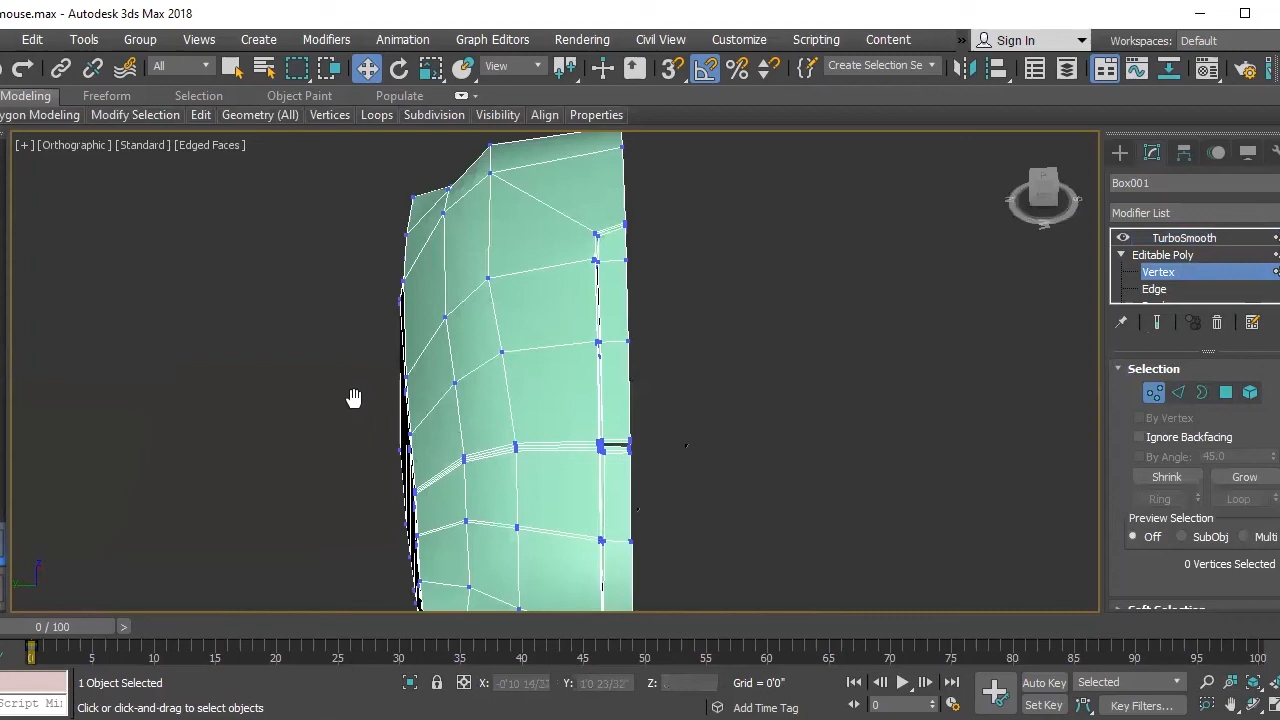 mouse.max - Autodesk 3ds Max 2018
Edit Tools Group Views Create Modifiers Animation Graph Editors Rendering Civil View Customize Scripting Content » Sign In Workspaces: Default
All View Create Selection Se
Modeling Freeform Selection Object Paint Populate
ygon Modeling Modify Selection Edit Geometry (All) Vertices Loops Subdivision Visibility Align Properties
[+] [Orthographic] [Standard] [Edged Faces]
Box001
Modifier List
TurboSmooth
Editable Poly
Vertex
Edge
Selection
By Vertex
Ignore Backfacing
By Angle: 45.0
Shrink Grow
Ring Loop
Preview Selection
Off SubObj Multi
0 Vertices Selected
0 / 100 >
5 10 15 20 25 30 35 40 45 50 55 60 65 70 75 80 85 90 95 100
1 Object Selected X: Y: Z: Grid = 0'0" Auto Key Selected
Script Mi Click or click-and-drag to select objects Add Time Tag 0 Set Key Key Filters...